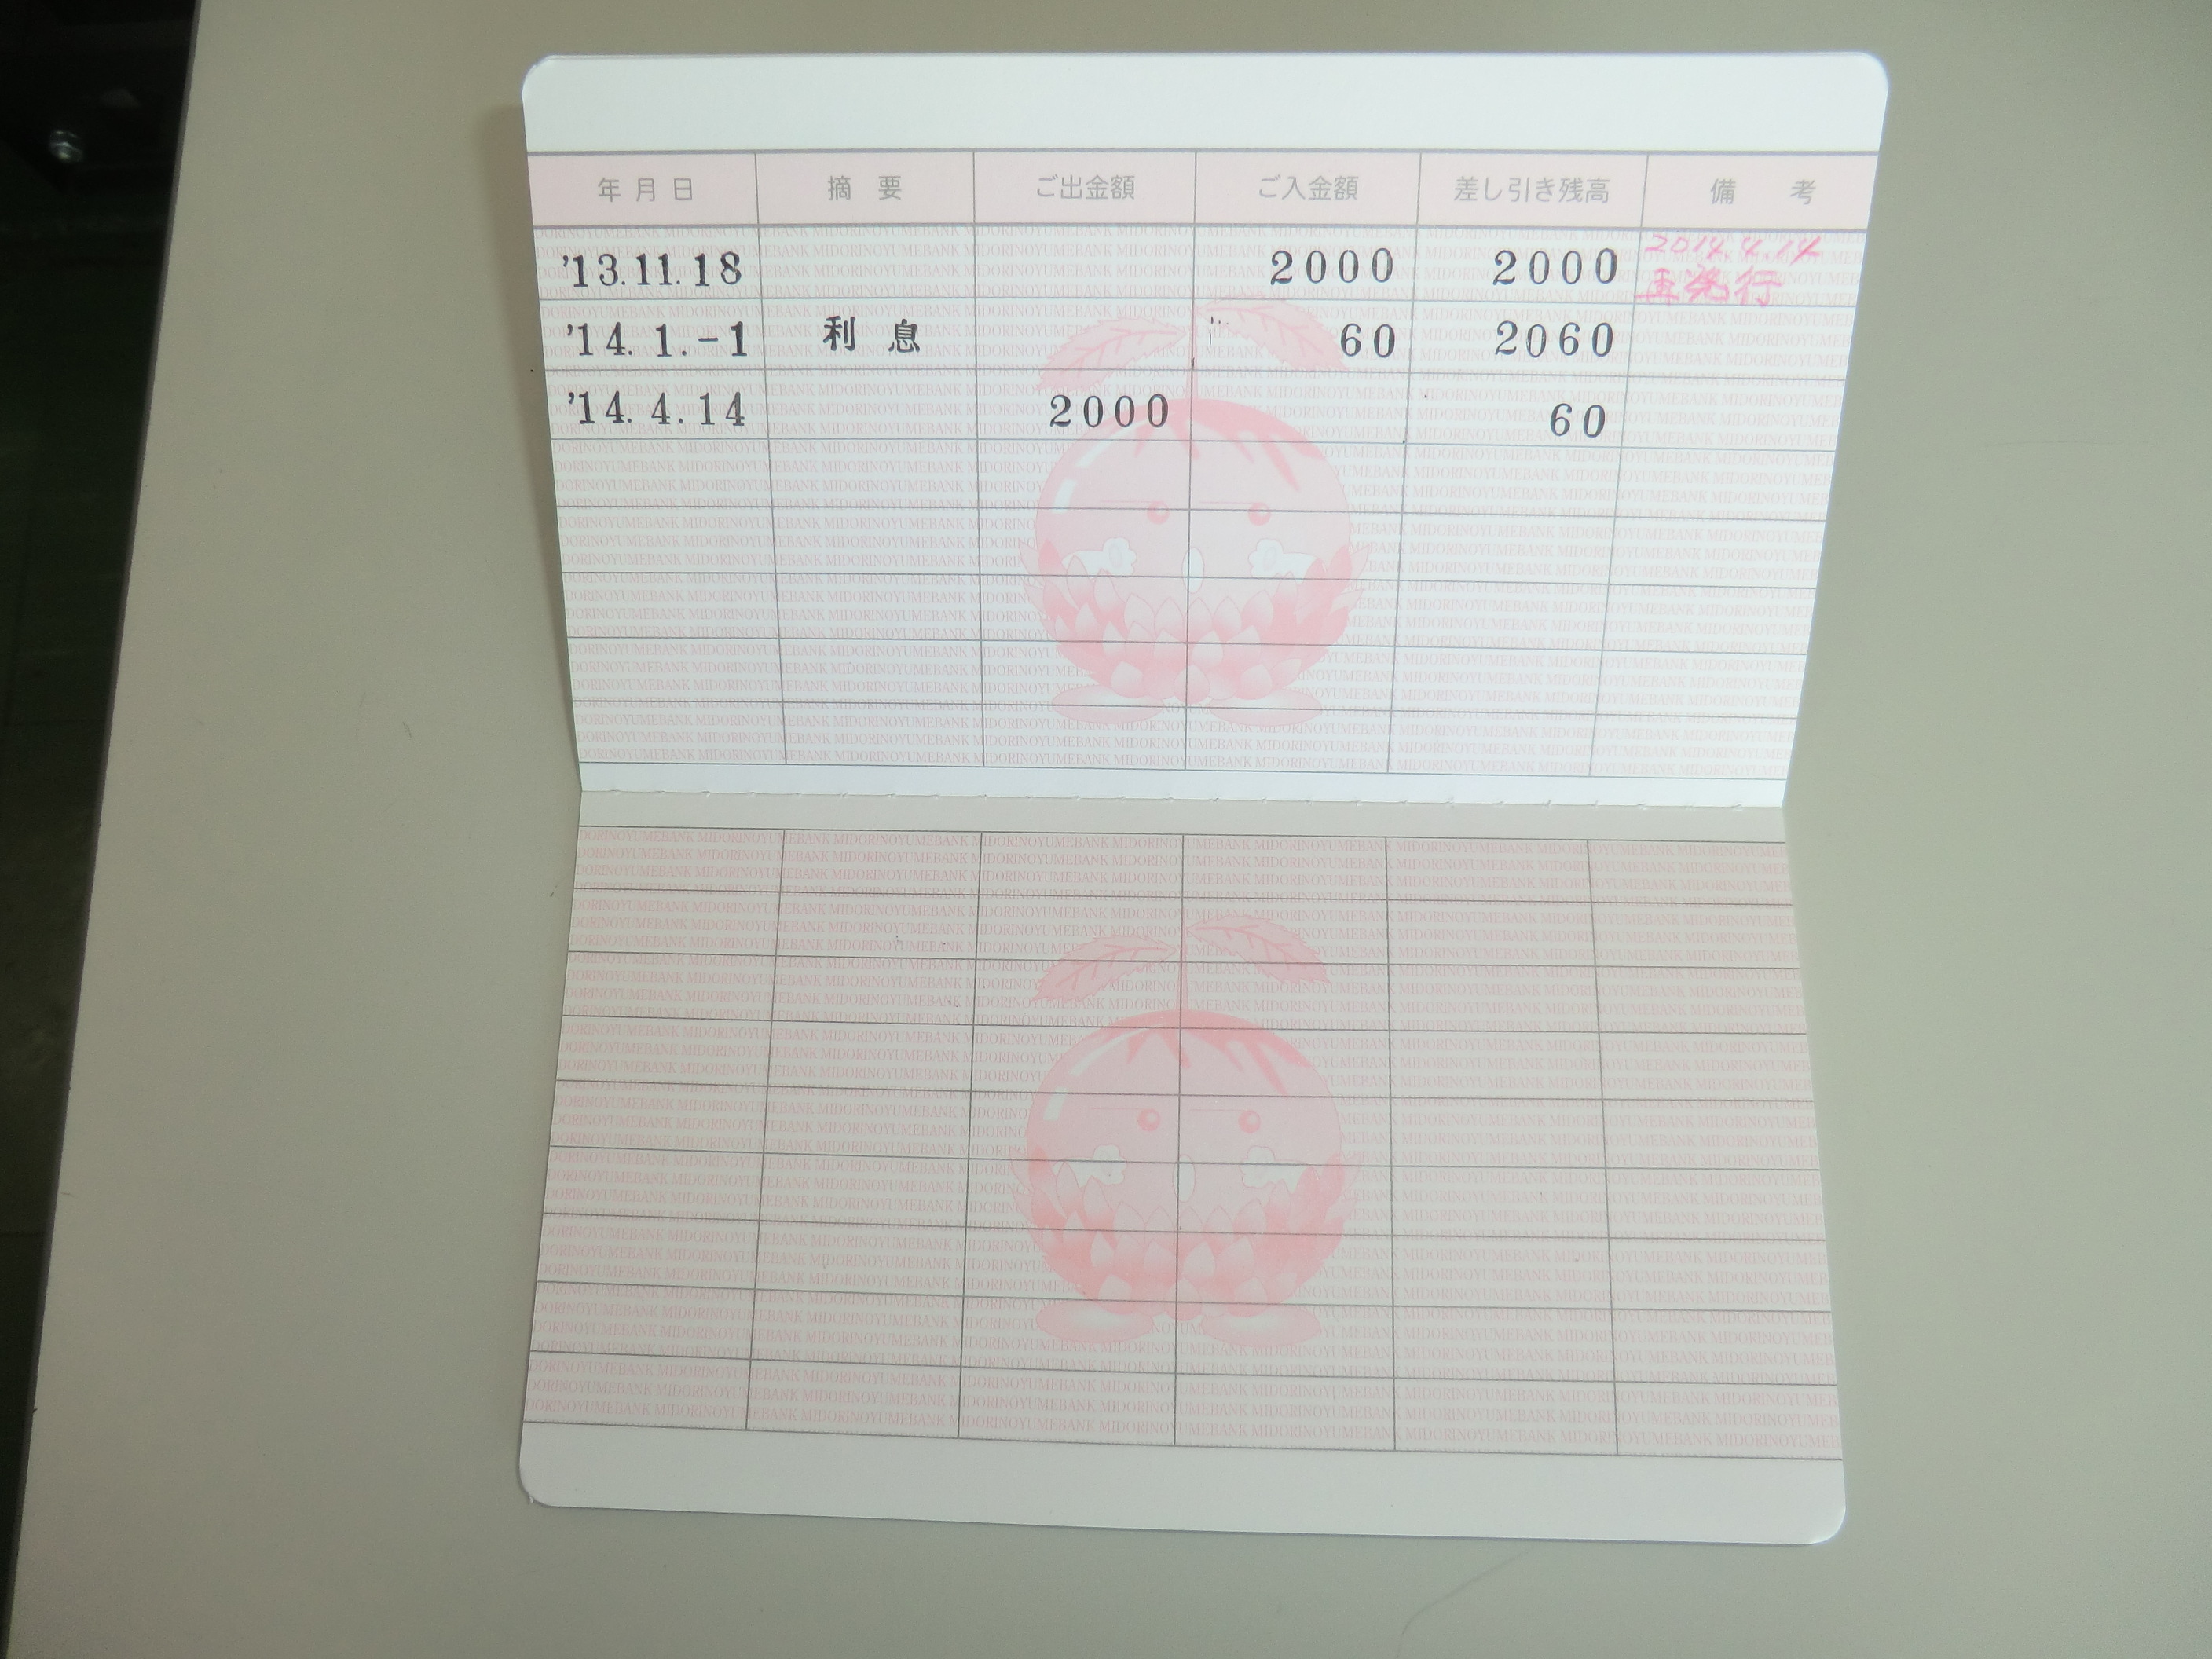 年月日 摘要 ご出金額 ご入金額 差し引き残高 備考
'13.11.18 2000 2000 2014.4.14
再発行
'14. 1.-1 利息 60 2060
'14. 4.14 2000 60
MIDORINOYUMEBANK